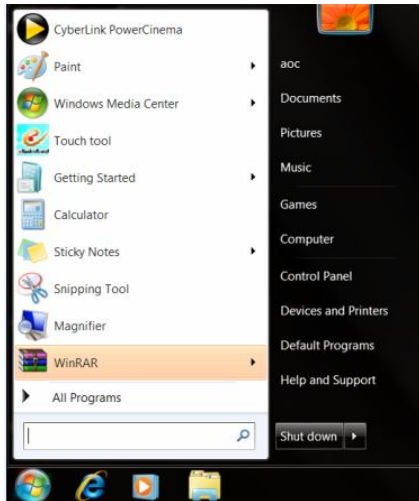 CyberLink PowerCinema
Paint
Windows Media Center
Touch tool
Getting Started
Calculator
Sticky Notes
Snipping Tool
Magnifier
WinRAR
All Programs
aoc
Documents
Pictures
Music
Games
Computer
Control Panel
Devices and Printers
Default Programs
Help and Support
Shut down